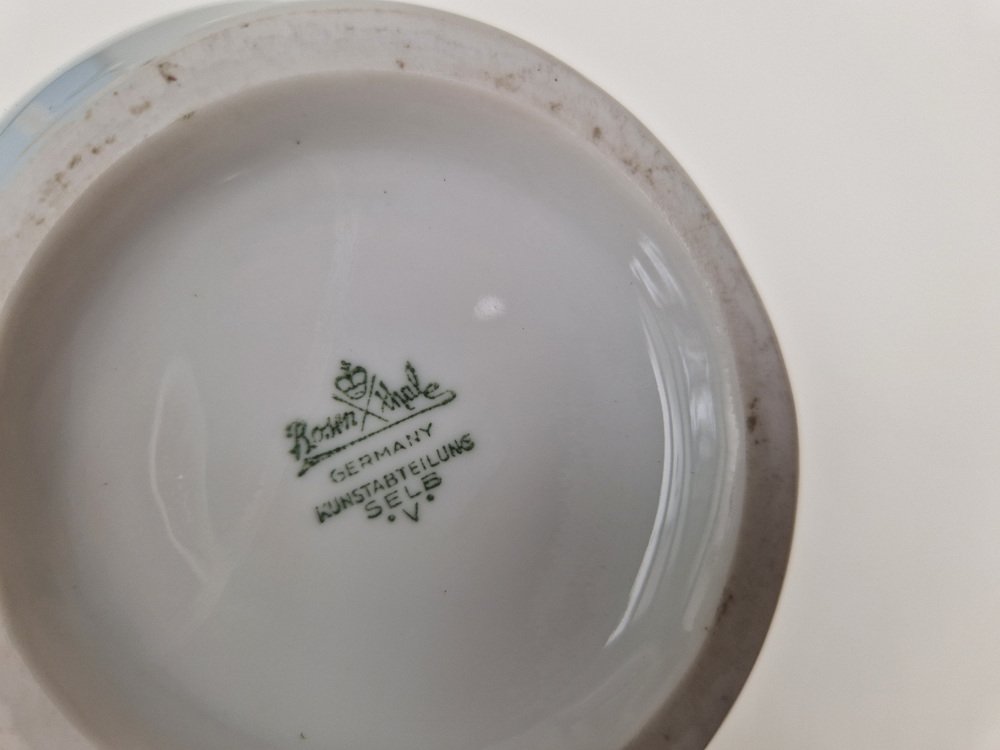 Rosenthal
GERMANY
KUNSTABTEILUNG
SELB
.V.